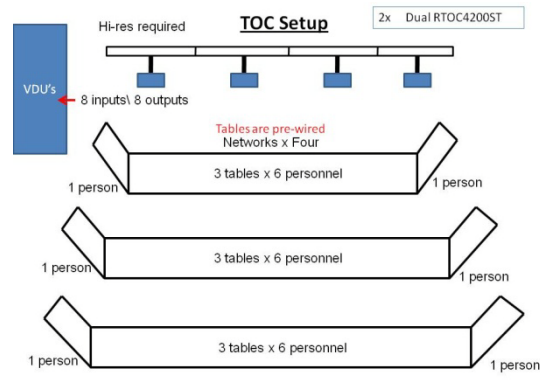 TOC Setup
2x Dual RTOC4200ST
Hi-res required
VDU's
8 inputs\ 8 outputs
Tables are pre-wired
Networks x Four
3 tables x 6 personnel
1 person
1 person
3 tables x 6 personnel
1 person
1 person
3 tables x 6 personnel
1 person
1 person